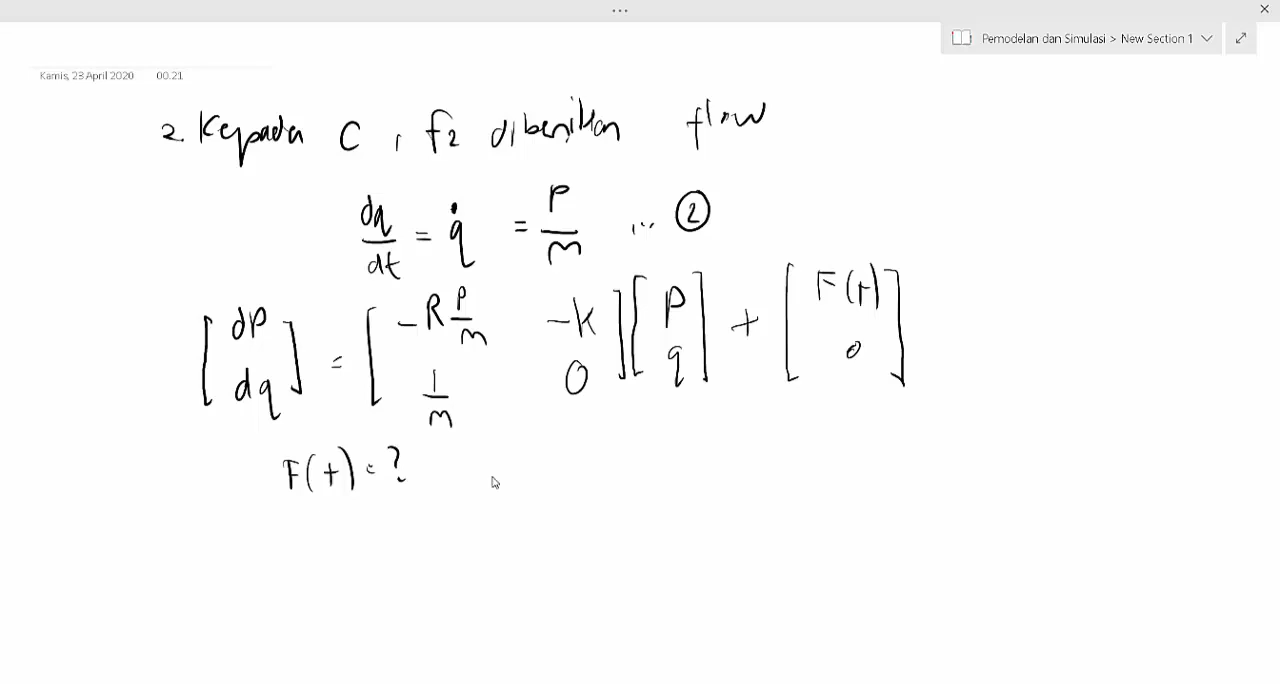 ...
Pemodelan dan Simulasi > New Section 1
Kamis, 23 April 2020 00.21
2. Kepada C , f2 diberikan flow
dq/dt = q̇ = P/m ... ②
[dP dq] = [-R P/m -k 1/m 0] [P q] + [F(t) 0]
F(t) = ?